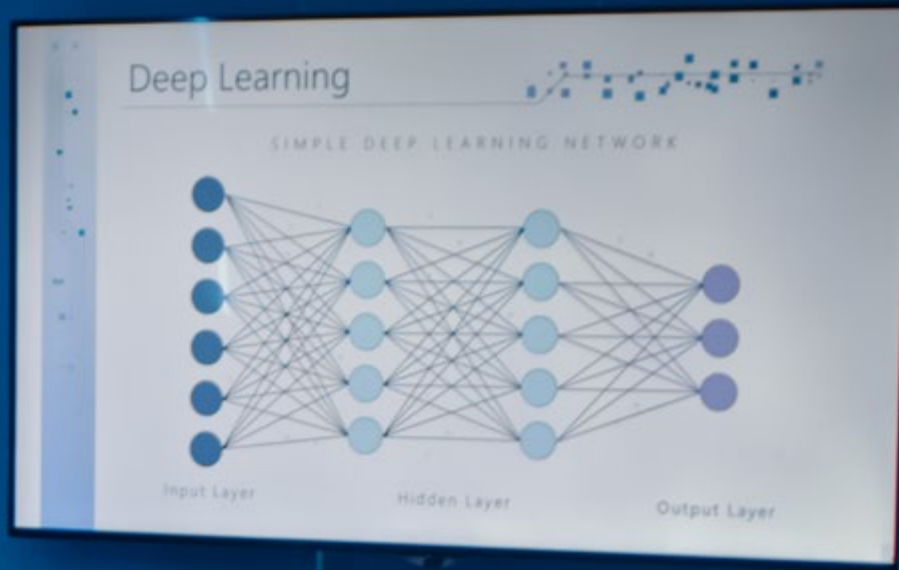 Deep Learning
SIMPLE DEEP LEARNING NETWORK
Input Layer
Hidden Layer
Output Layer